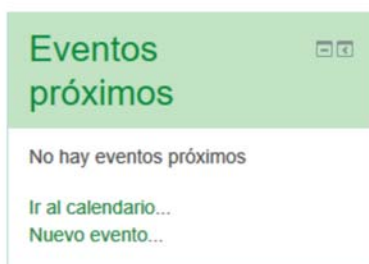 Eventos
próximos
No hay eventos próximos
Ir al calendario...
Nuevo evento...